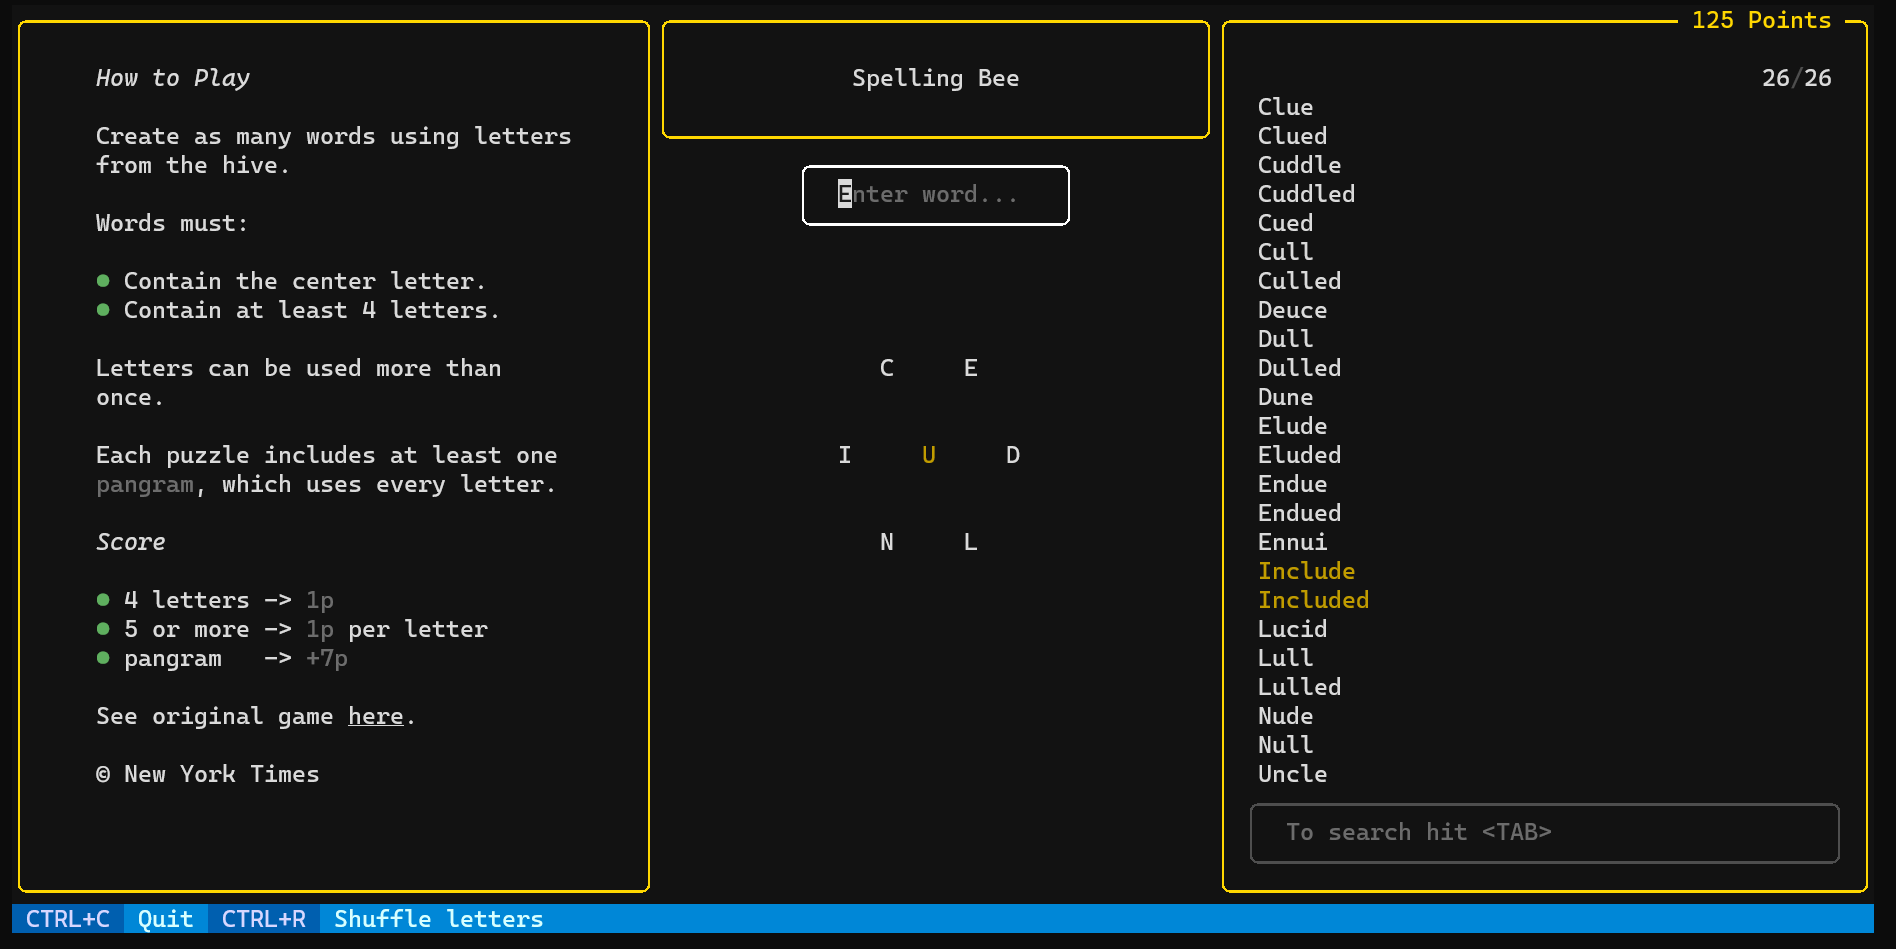 How to Play
Create as many words using letters
from the hive.
Words must:
● Contain the center letter.
● Contain at least 4 letters.
Letters can be used more than
once.
Each puzzle includes at least one
pangram, which uses every letter.
Score
● 4 letters -> 1p
● 5 or more -> 1p per letter
● pangram -> +7p
See original game here.
© New York Times
Spelling Bee
Enter word...
C E
I U D
N L
125 Points
26/26
Clue
Clued
Cuddle
Cuddled
Cued
Cull
Culled
Deuce
Dull
Dulled
Dune
Elude
Eluded
Endue
Endued
Ennui
Include
Included
Lucid
Lull
Lulled
Nude
Null
Uncle
To search hit <TAB>
CTRL+C Quit CTRL+R Shuffle letters